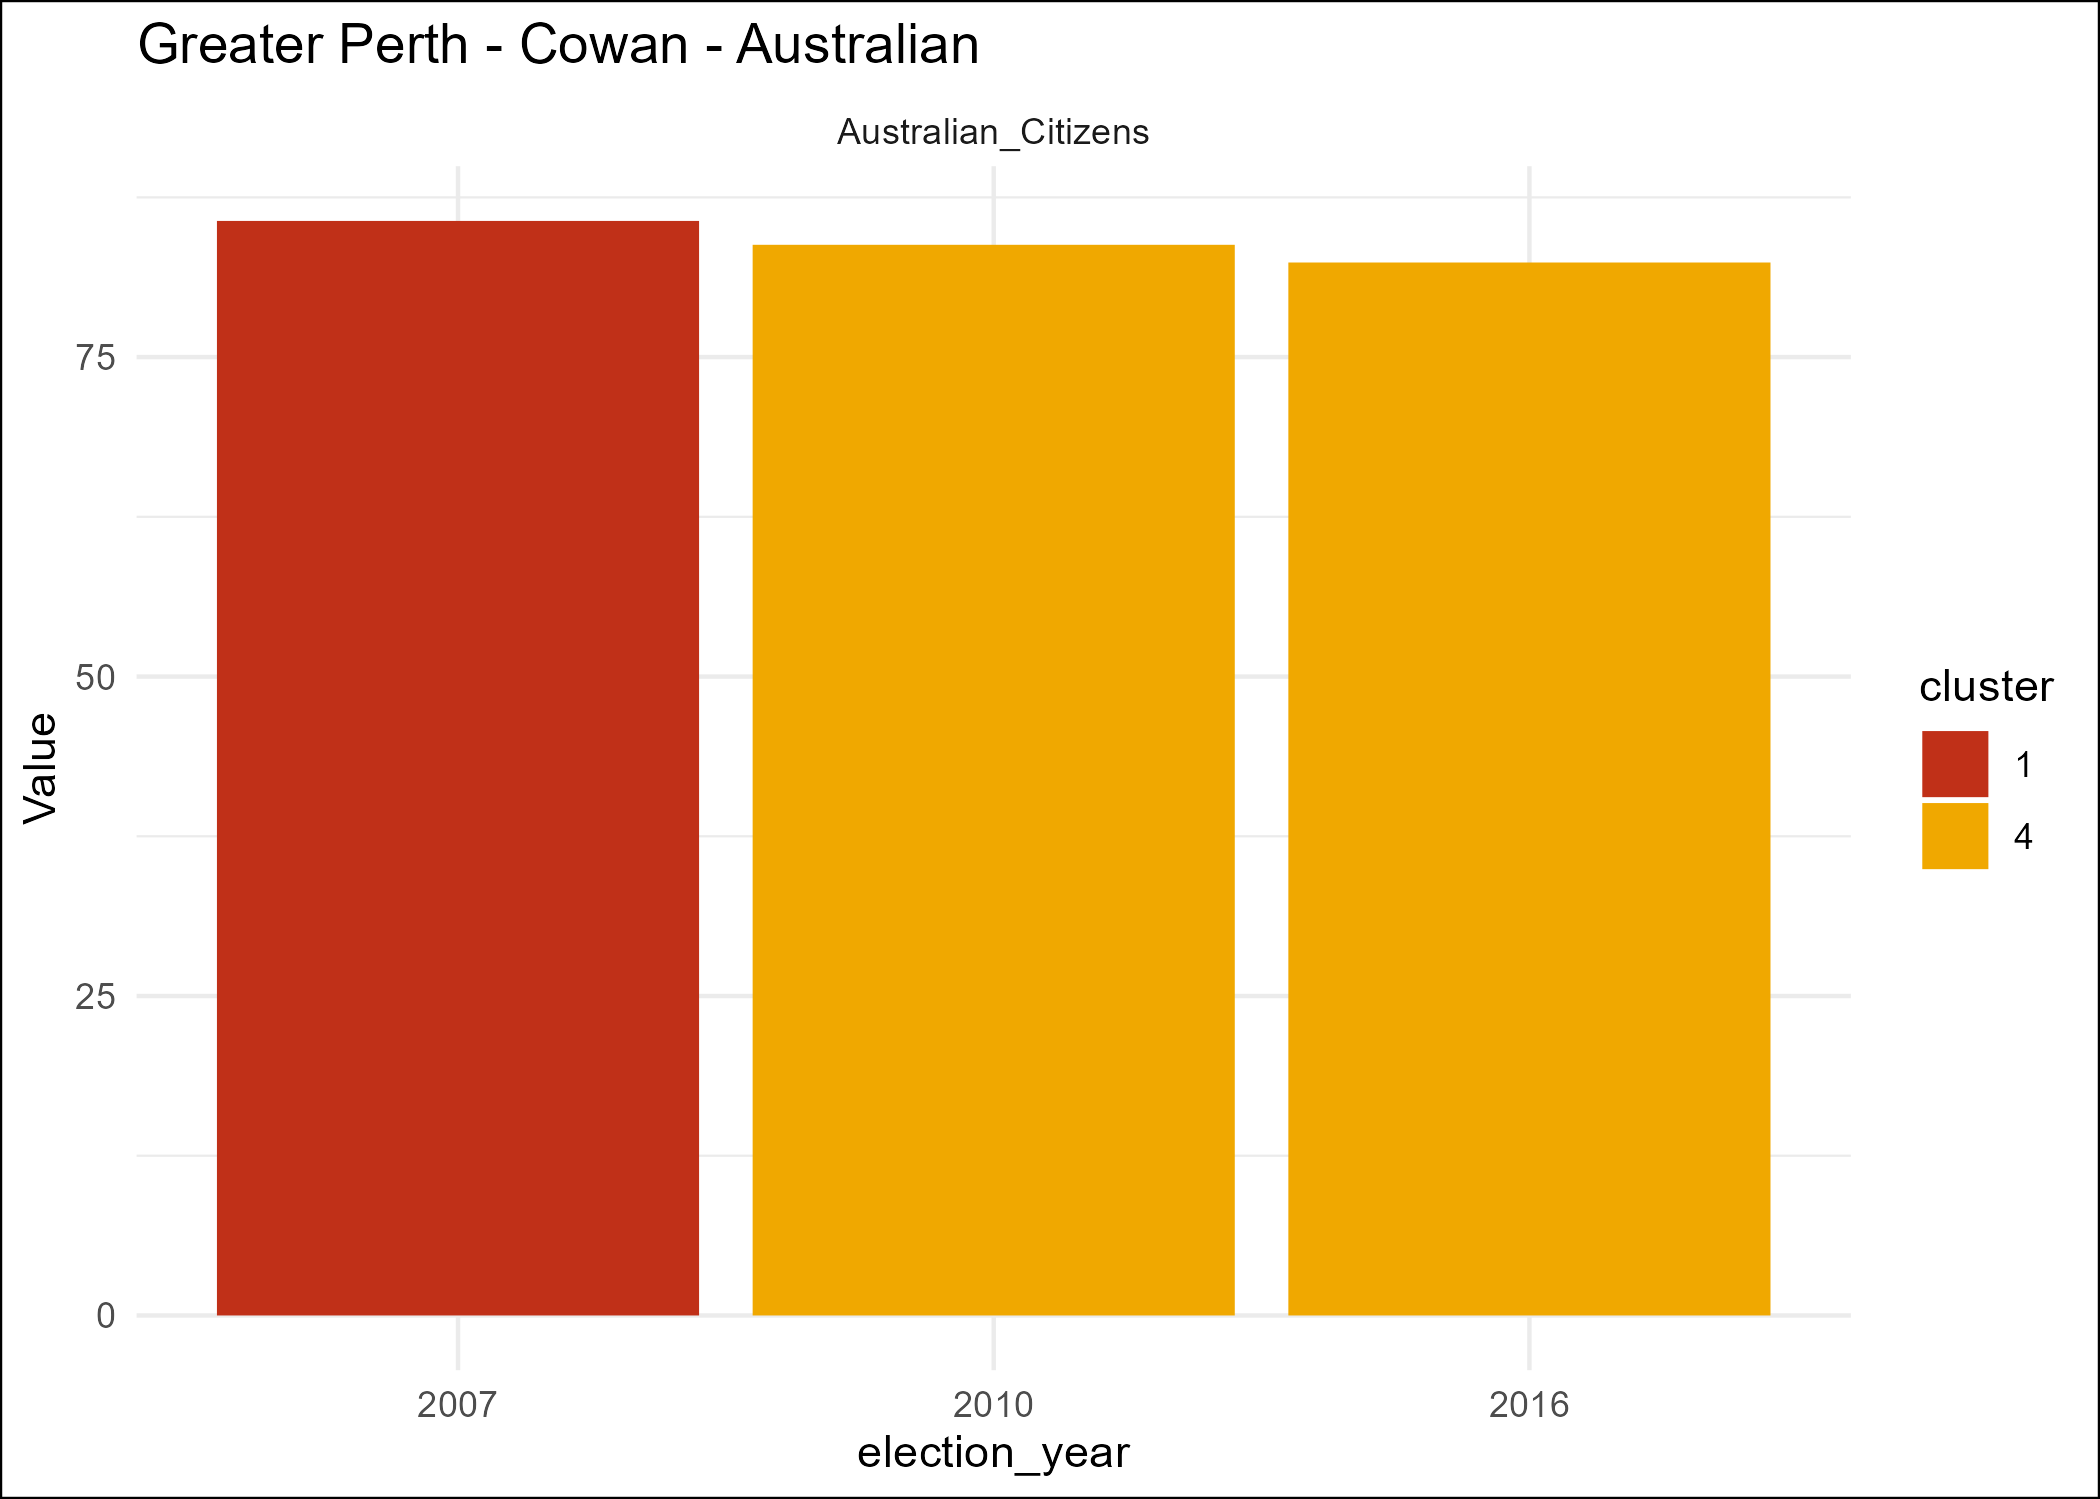 Greater Perth - Cowan - Australian
Australian_Citizens
75
50
25
0
Value
2007
2010
2016
election_year
cluster
1
4